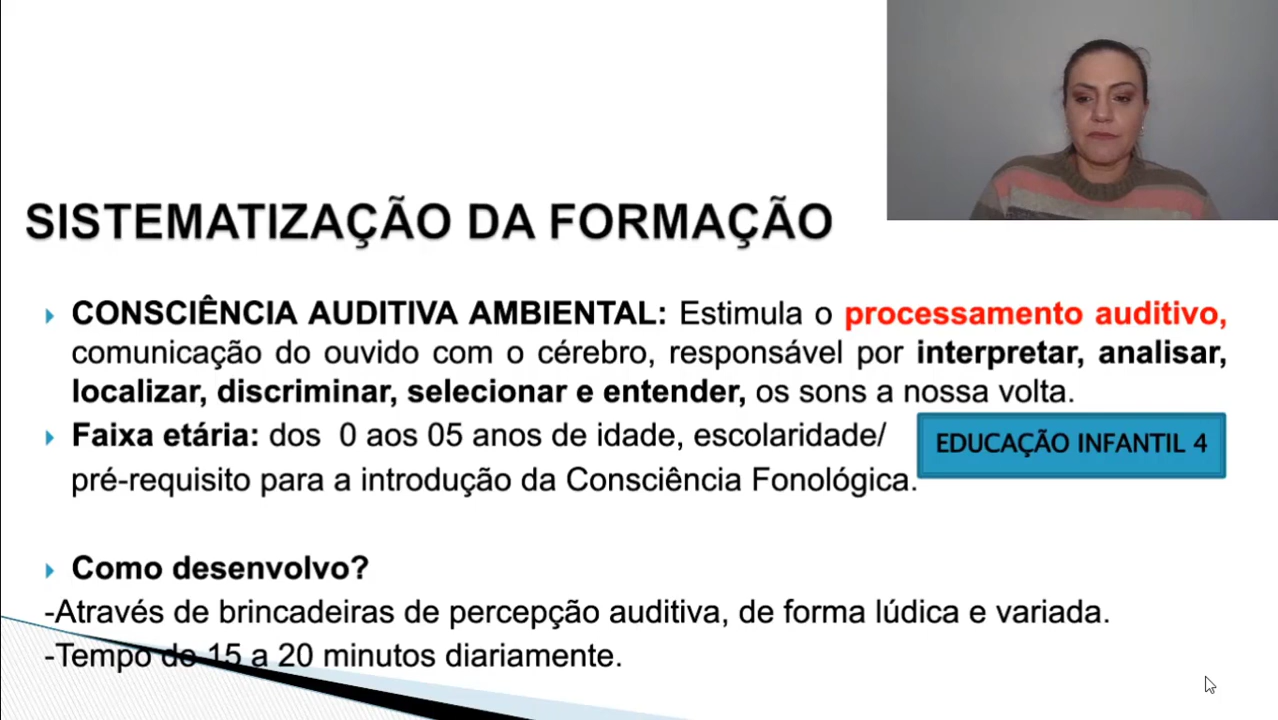 SISTEMATIZAÇÃO DA FORMAÇÃO
CONSCIÊNCIA AUDITIVA AMBIENTAL: Estimula o processamento auditivo,
comunicação do ouvido com o cérebro, responsável por interpretar, analisar,
localizar, discriminar, selecionar e entender, os sons a nossa volta.
Faixa etária: dos 0 aos 05 anos de idade, escolaridade/
EDUCAÇÃO INFANTIL 4
pré-requisito para a introdução da Consciência Fonológica.
Como desenvolvo?
-Através de brincadeiras de percepção auditiva, de forma lúdica e variada.
-Tempo de 15 a 20 minutos diariamente.